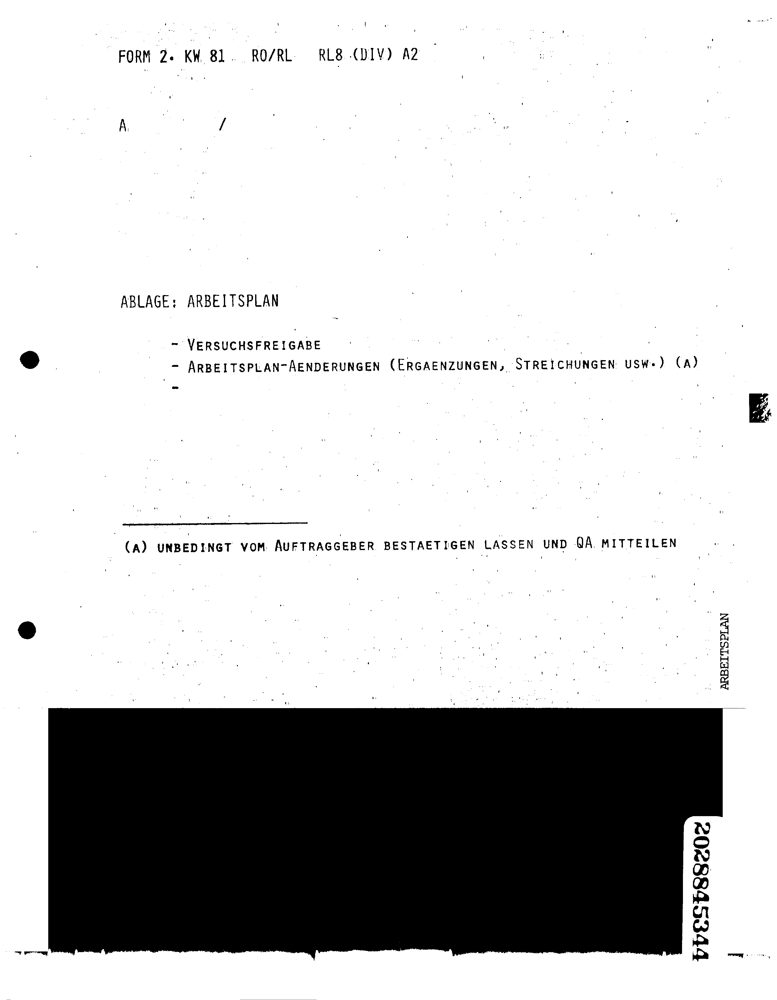 FORM 2. KW 81 RO/RL RL8 (DIV) A2
A /
ABLAGE: ARBEITSPLAN
- VERSUCHSFREIGABE
- ARBEITSPLAN-AENDERUNGEN (ERGAENZUNGEN, STREICHUNGEN USW.) (A)
-
(A) UNBEDINGT VOM AUFTRAGGEBER BESTAETIGEN LASSEN UND QA MITTEILEN
ARBEITSPLAN
2028845344